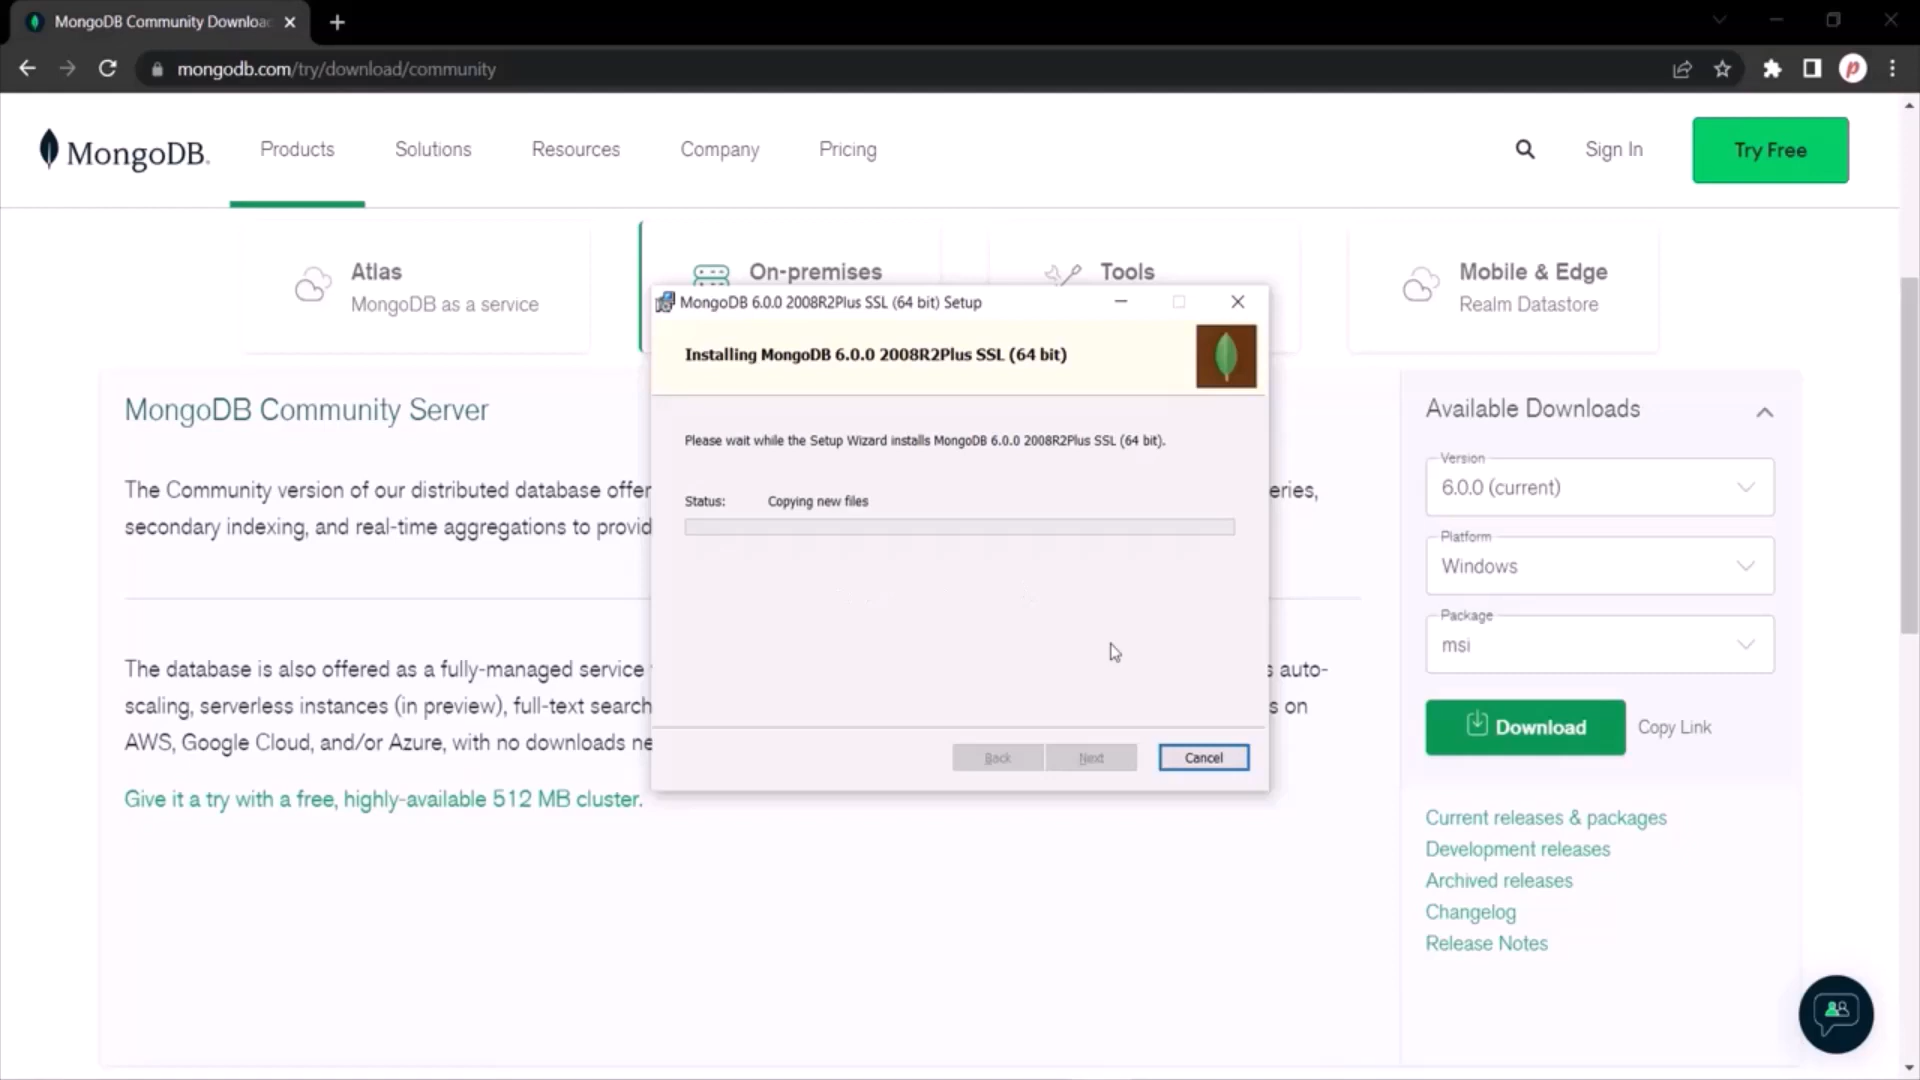 MongoDB Community Downloa
mongodb.com/try/download/community
MongoDB.
Products
Solutions
Resources
Company
Pricing
Sign In
Try Free
Atlas
MongoDB as a service
On-premises
Tools
Mobile & Edge
Realm Datastore
MongoDB 6.0.0 2008R2Plus SSL (64 bit) Setup
Installing MongoDB 6.0.0 2008R2Plus SSL (64 bit)
Please wait while the Setup Wizard installs MongoDB 6.0.0 2008R2Plus SSL (64 bit).
Status: Copying new files
Back
Next
Cancel
MongoDB Community Server
The Community version of our distributed database offer eries,
secondary indexing, and real-time aggregations to provid
The database is also offered as a fully-managed service s auto-
scaling, serverless instances (in preview), full-text search s on
AWS, Google Cloud, and/or Azure, with no downloads ne
Give it a try with a free, highly-available 512 MB cluster.
Available Downloads
Version
6.0.0 (current)
Platform
Windows
Package
msi
Download
Copy Link
Current releases & packages
Development releases
Archived releases
Changelog
Release Notes